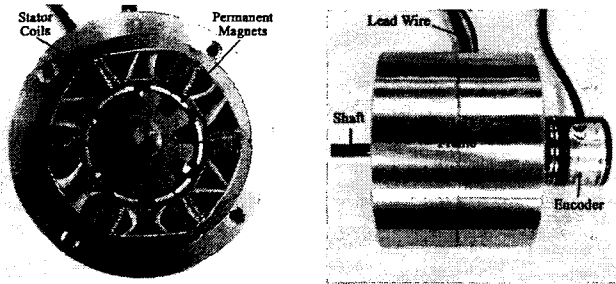 Stator
Coils
Permanent
Magnets
Lead Wire
Shaft
Encoder